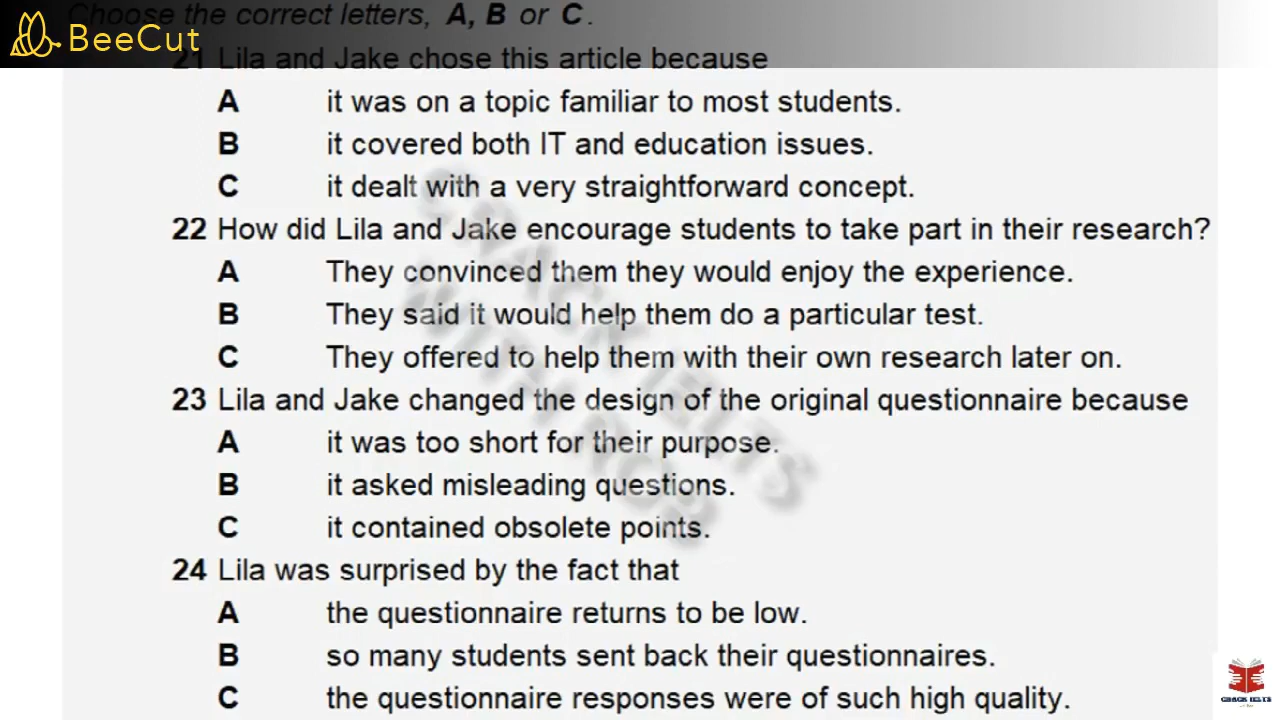 Choose the correct letters, A, B or C.
BeeCut
21 Lila and Jake chose this article because
A it was on a topic familiar to most students.
B it covered both IT and education issues.
C it dealt with a very straightforward concept.
22 How did Lila and Jake encourage students to take part in their research?
A They convinced them they would enjoy the experience.
B They said it would help them do a particular test.
C They offered to help them with their own research later on.
23 Lila and Jake changed the design of the original questionnaire because
A it was too short for their purpose.
B it asked misleading questions.
C it contained obsolete points.
24 Lila was surprised by the fact that
A the questionnaire returns to be low.
B so many students sent back their questionnaires.
C the questionnaire responses were of such high quality.
CRACK IELTS
WITH ROB
CRACK IELTS